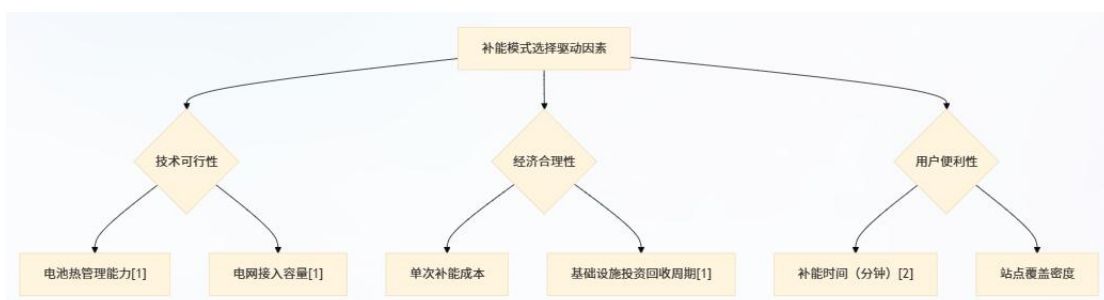 补能模式选择驱动因素
技术可行性
经济合理性
用户便利性
电池热管理能力[1]
电网接入容量[1]
单次补能成本
基础设施投资回收周期[1]
补能时间（分钟）[2]
站点覆盖密度